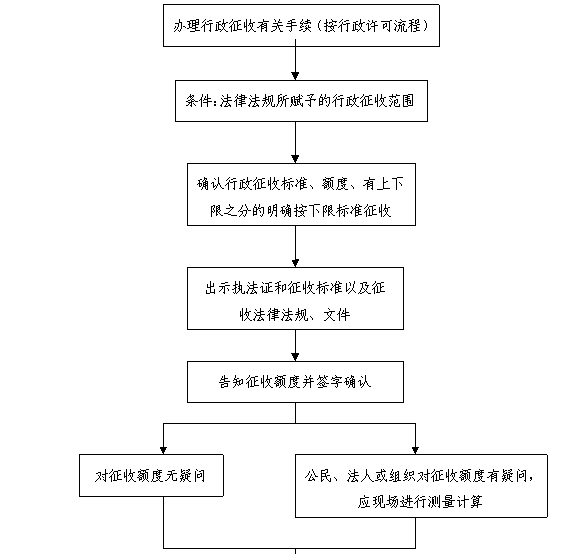 办理行政征收有关手续（按行政许可流程）
条件：法律法规所赋予的行政征收范围
确认行政征收标准、额度、有上下
限之分的明确按下限标准征收
出示执法证和征收标准以及征
收法律法规、文件
告知征收额度并签字确认
对征收额度无疑问
公民、法人或组织对征收额度有疑问，
应现场进行测量计算